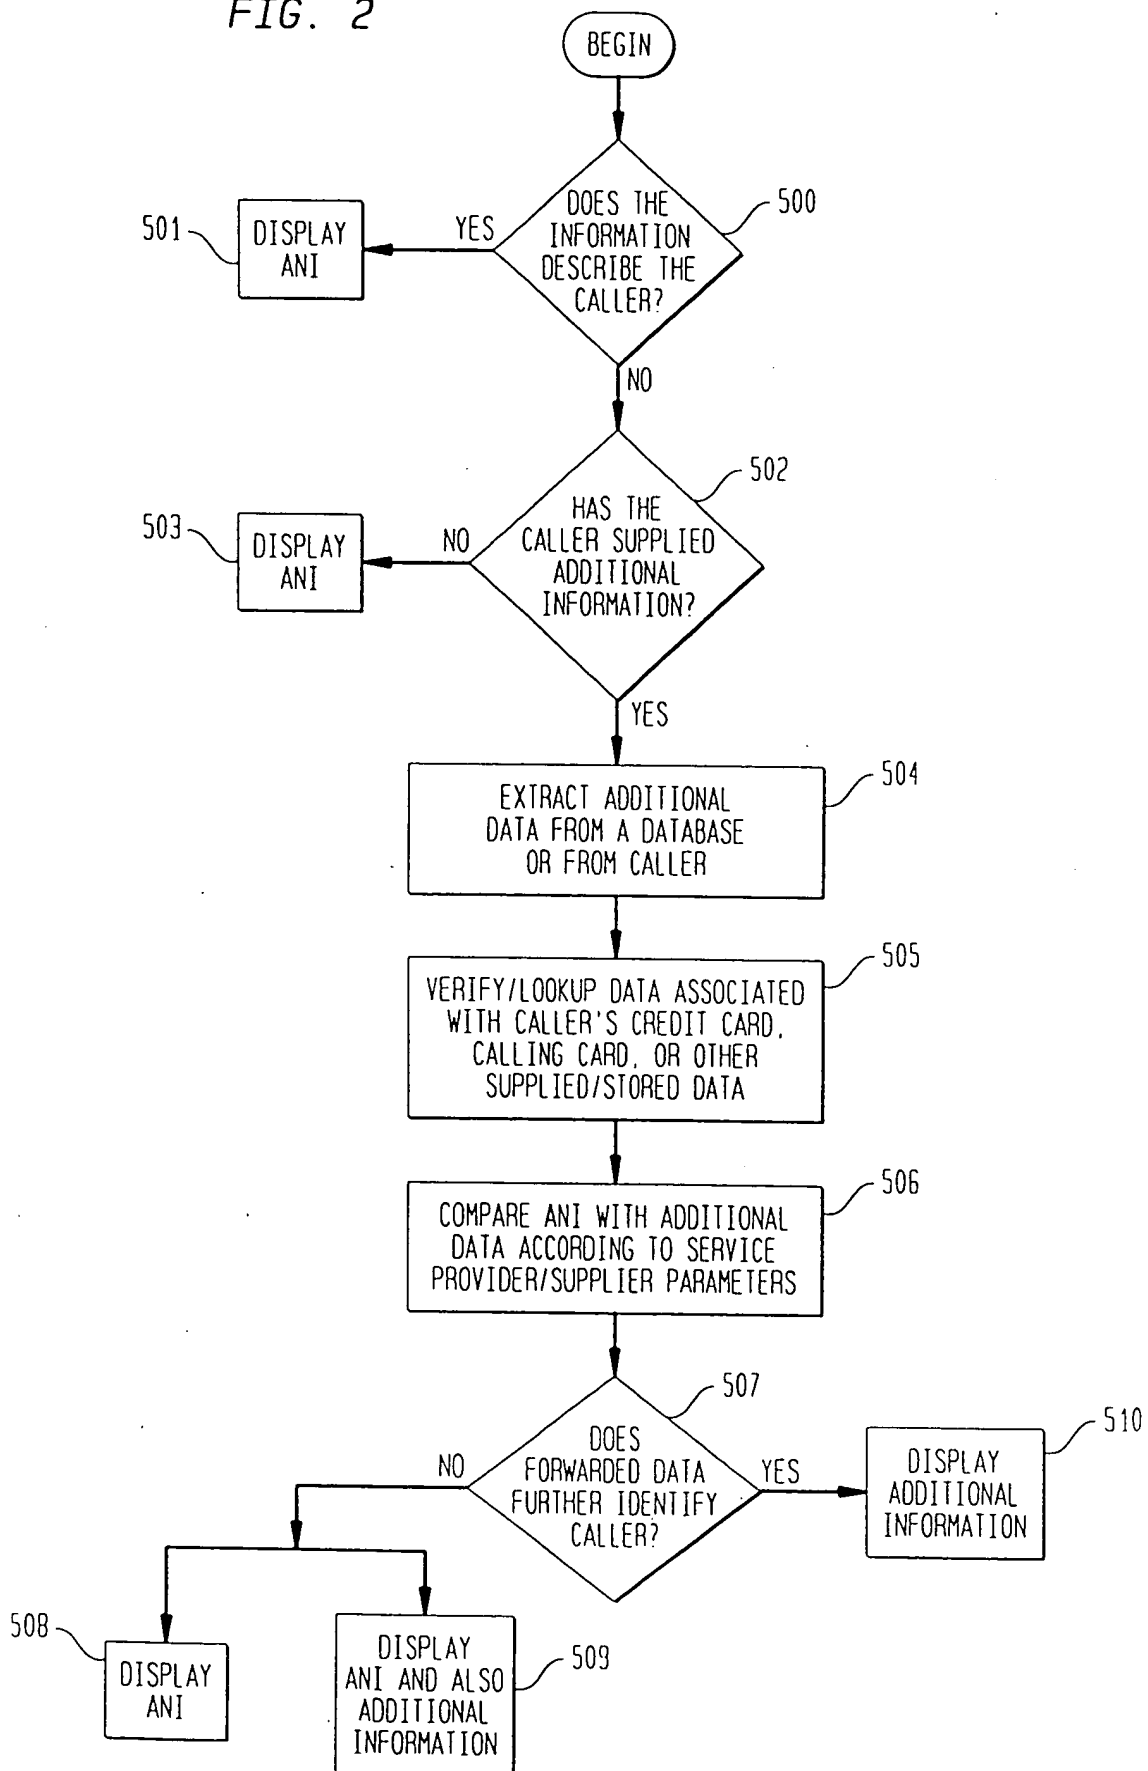 FIG. 2
BEGIN
DOES THE
INFORMATION
DESCRIBE THE
CALLER?
500
YES
501
DISPLAY
ANI
NO
502
HAS THE
CALLER SUPPLIED
ADDITIONAL
INFORMATION?
NO
503
DISPLAY
ANI
YES
504
EXTRACT ADDITIONAL
DATA FROM A DATABASE
OR FROM CALLER
505
VERIFY/LOOKUP DATA ASSOCIATED
WITH CALLER'S CREDIT CARD,
CALLING CARD, OR OTHER
SUPPLIED/STORED DATA
506
COMPARE ANI WITH ADDITIONAL
DATA ACCORDING TO SERVICE
PROVIDER/SUPPLIER PARAMETERS
507
DOES
FORWARDED DATA
FURTHER IDENTIFY
CALLER?
NO
YES
510
DISPLAY
ADDITIONAL
INFORMATION
508
DISPLAY
ANI
509
DISPLAY
ANI AND ALSO
ADDITIONAL
INFORMATION